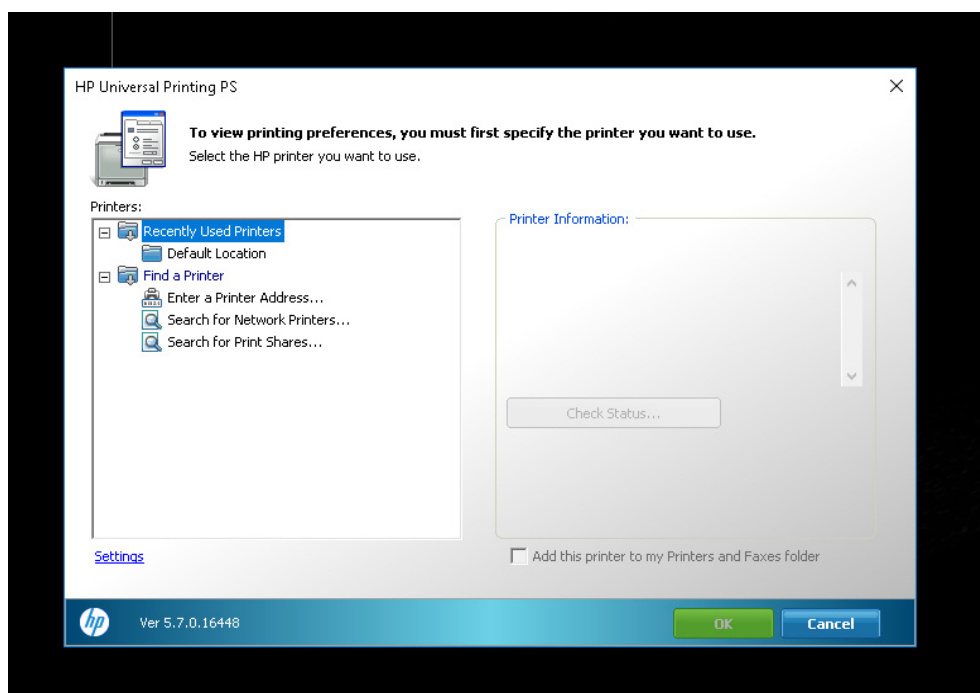 HP Universal Printing PS
To view printing preferences, you must first specify the printer you want to use.
Select the HP printer you want to use.
Printers:
Recently Used Printers
Default Location
Find a Printer
Enter a Printer Address...
Search for Network Printers...
Search for Print Shares...
Settings
Printer Information:
Check Status...
Add this printer to my Printers and Faxes folder
hp
Ver 5.7.0.16448
OK
Cancel